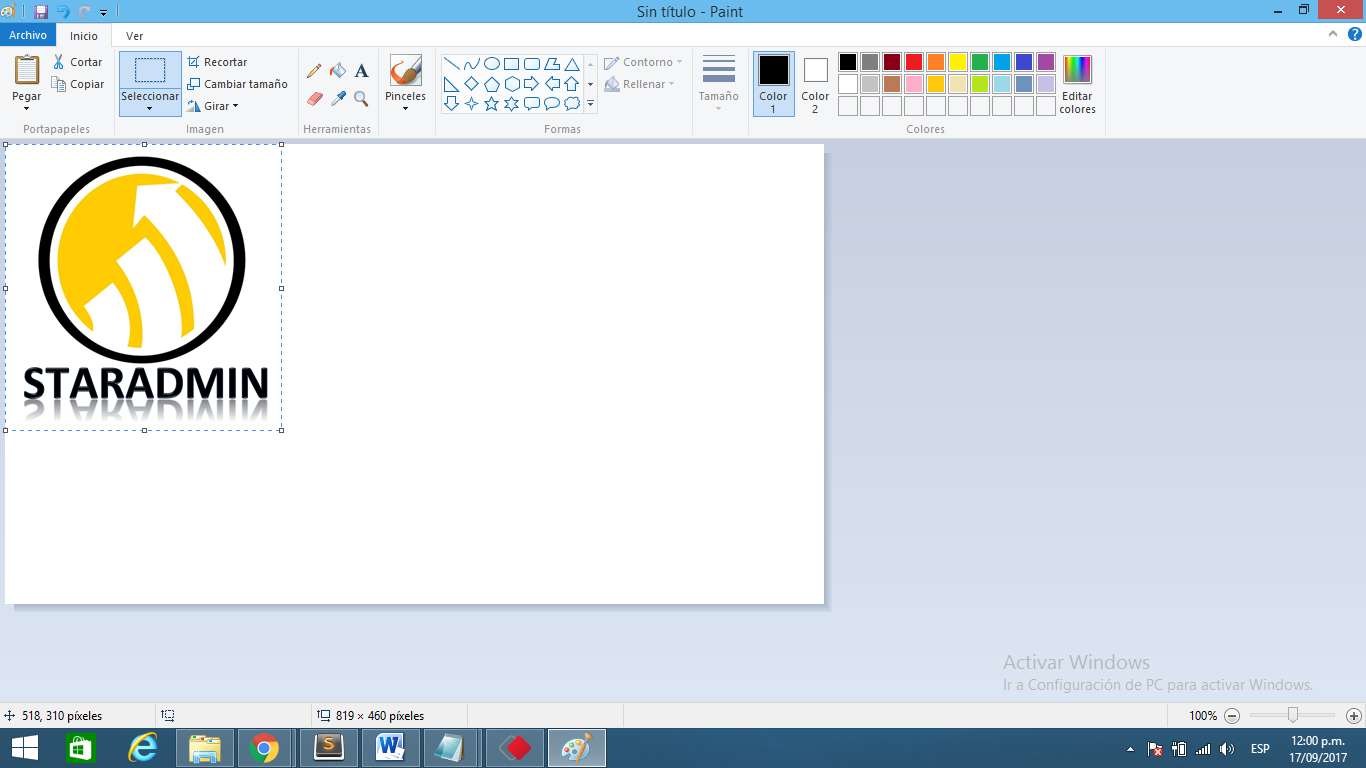 Sin título - Paint
Archivo
Inicio
Ver
Pegar
Cortar
Copiar
Portapapeles
Seleccionar
Recortar
Cambiar tamaño
Girar
Imagen
A
Herramientas
Pinceles
Contorno
Rellenar
Formas
Tamaño
Color
1
Color
2
Editar
colores
Colores
STARADMIN
Activar Windows
Ir a Configuración de PC para activar Windows.
518, 310 píxeles
819 × 460 píxeles
100%
S
W
ESP
12:00 p.m.
17/09/2017